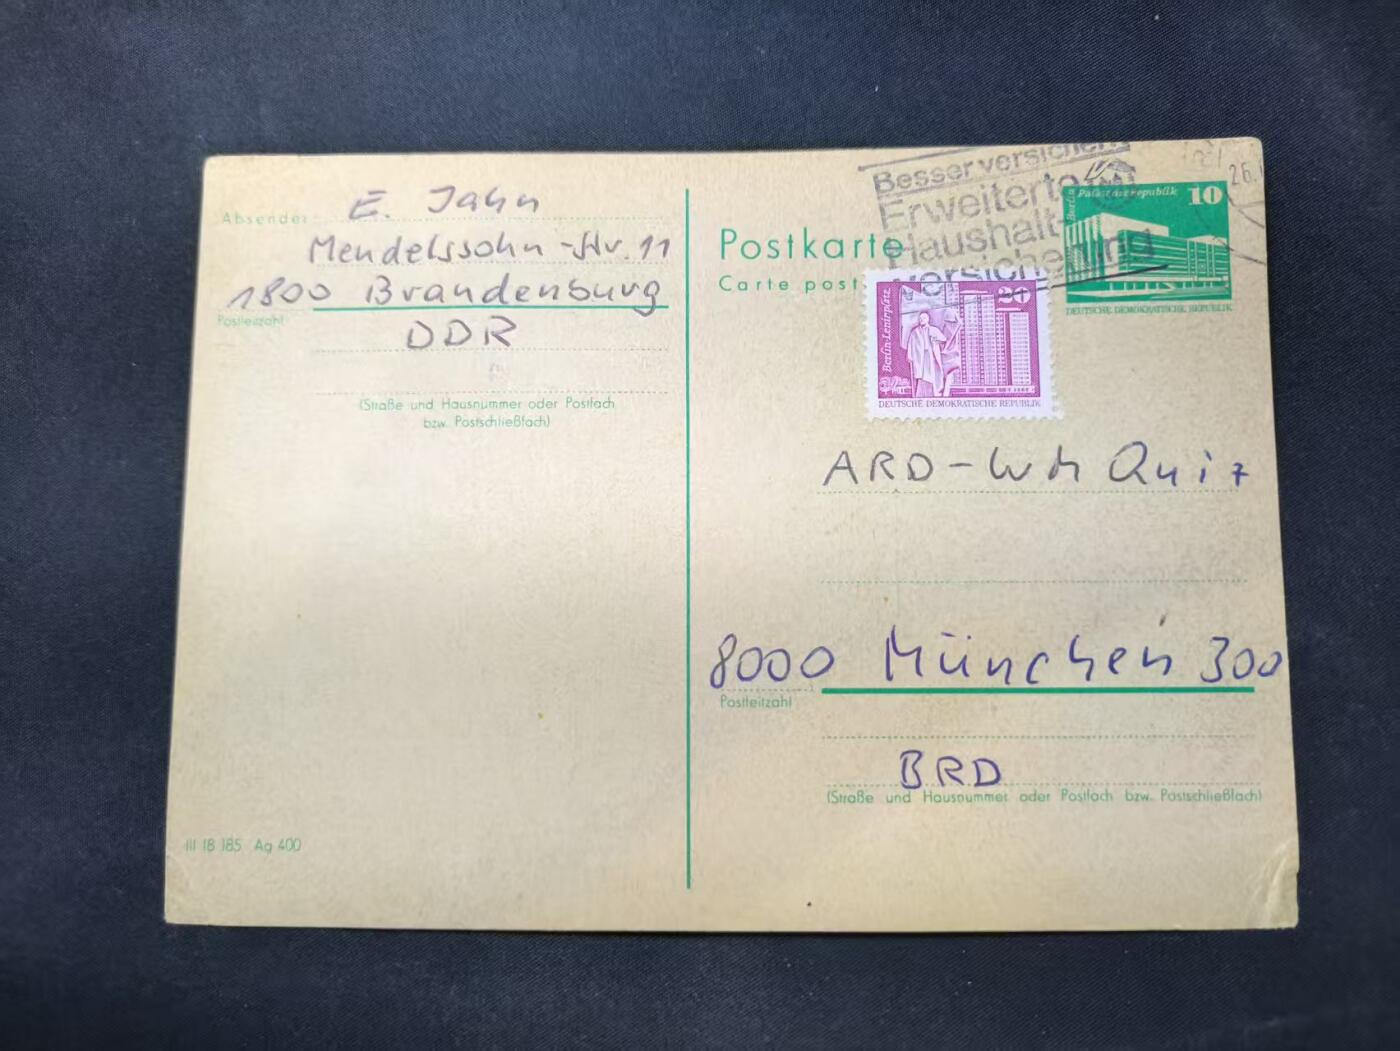 Absender E. Jahn
Mendelssohn-Str. 11
1800 Brandenburg
Postleitzahl
DDR
(Straße und Hausnummer oder Postfach
bzw. Postschließfach)
III 18 185 Ag 400
Besser versichert
Erweiterte
Haushalt-
versicherung
26.
Postkarte
Carte post
Berlin Palast der Republik 10
DEUTSCHE DEMOKRATISCHE REPUBLIK
Berlin-Leninplatz 20
DEUTSCHE DEMOKRATISCHE REPUBLIK
ARD-WM Quiz
8000 München 300
Postleitzahl
BRD
(Straße und Hausnummer oder Postfach bzw. Postschließfach)